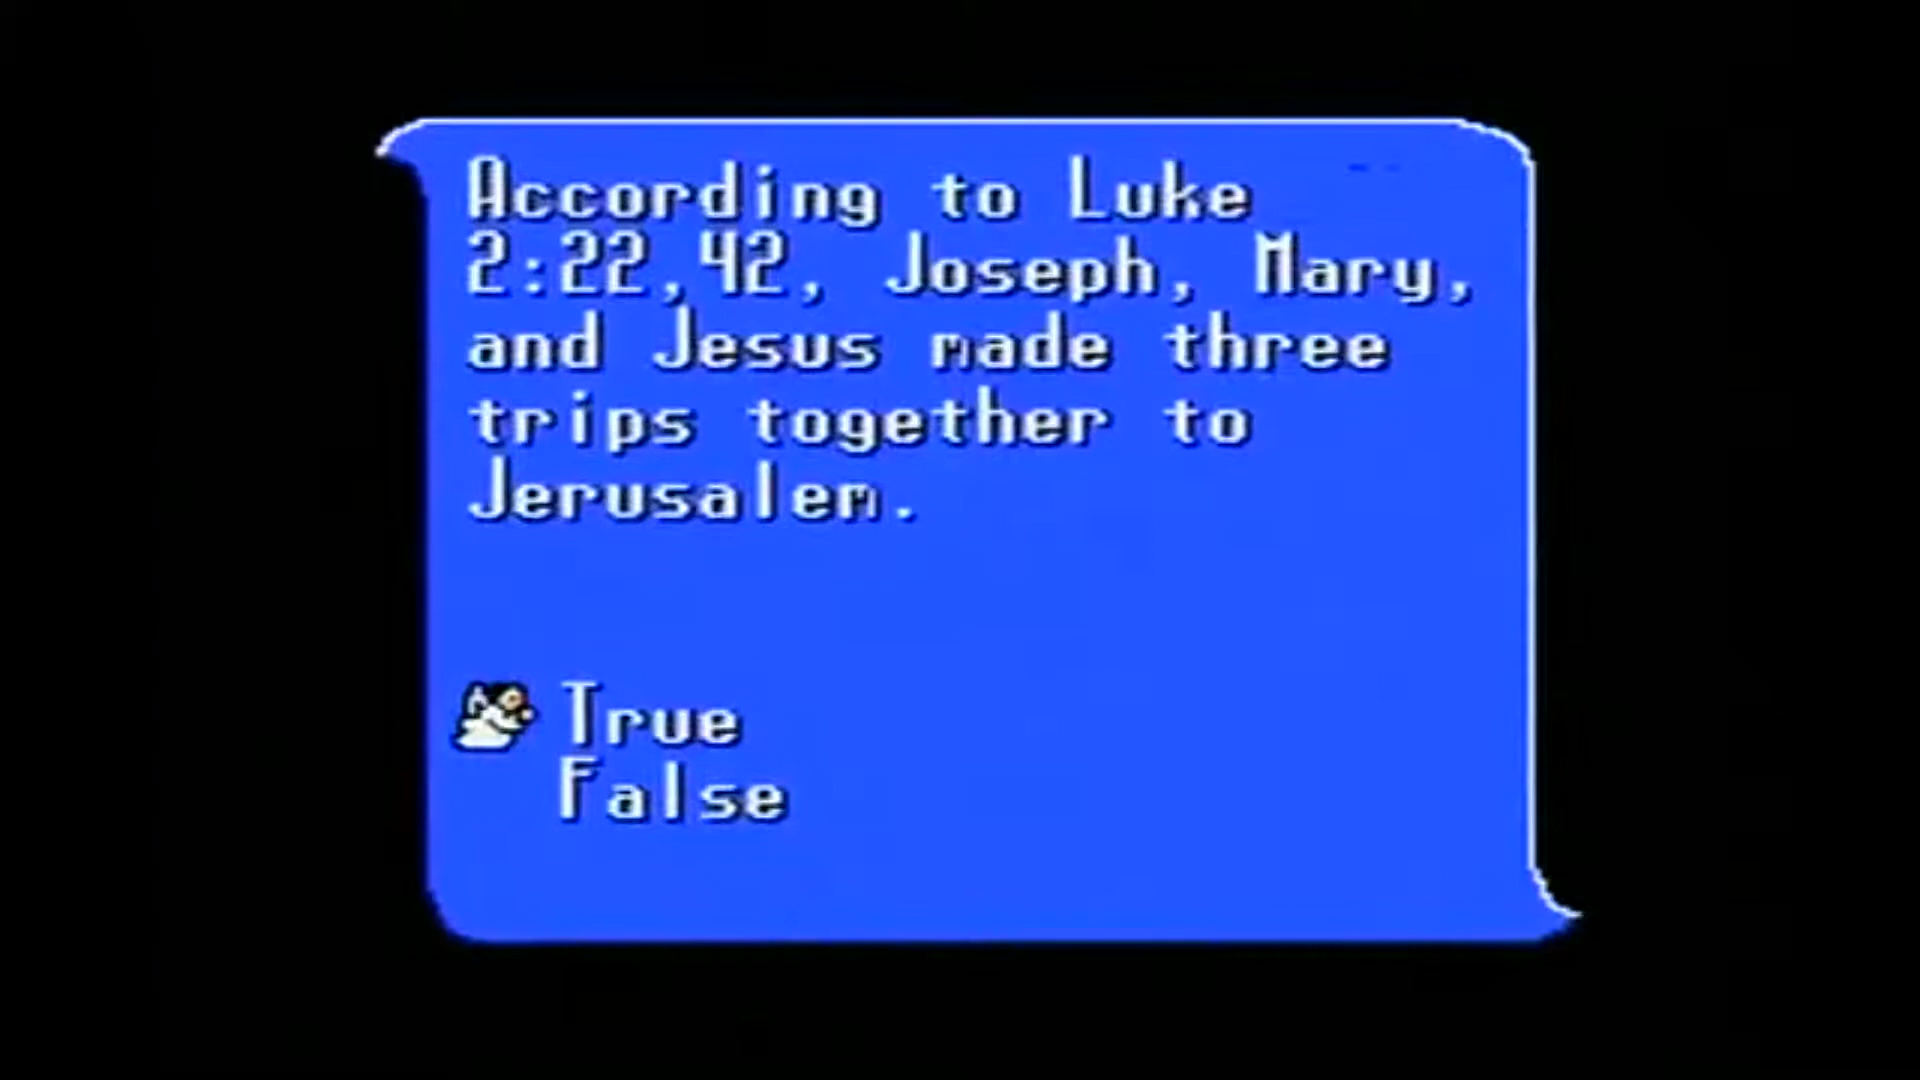 According to Luke
2:22,42, Joseph, Mary,
and Jesus made three
trips together to
Jerusalem.
True
False